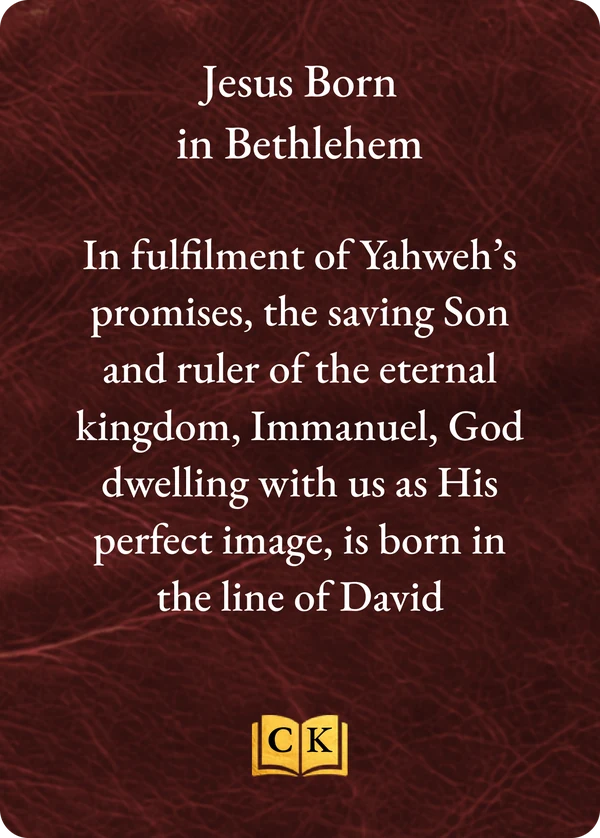 Jesus Born
in Bethlehem
In fulfilment of Yahweh’s
promises, the saving Son
and ruler of the eternal
kingdom, Immanuel, God
dwelling with us as His
perfect image, is born in
the line of David
C K